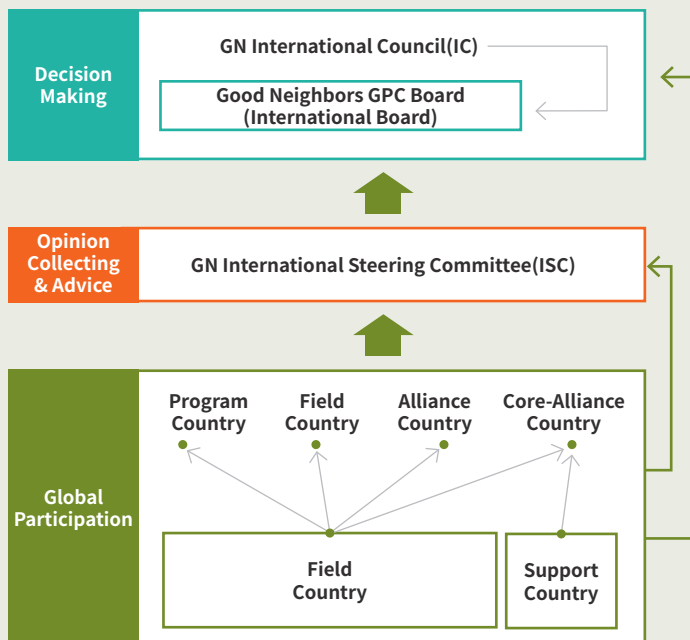 Decision
Making
GN International Council(IC)
Good Neighbors GPC Board
(International Board)
Opinion
Collecting
& Advice
GN International Steering Committee(ISC)
Global
Participation
Program
Country
Field
Country
Alliance
Country
Core-Alliance
Country
Field
Country
Support
Country